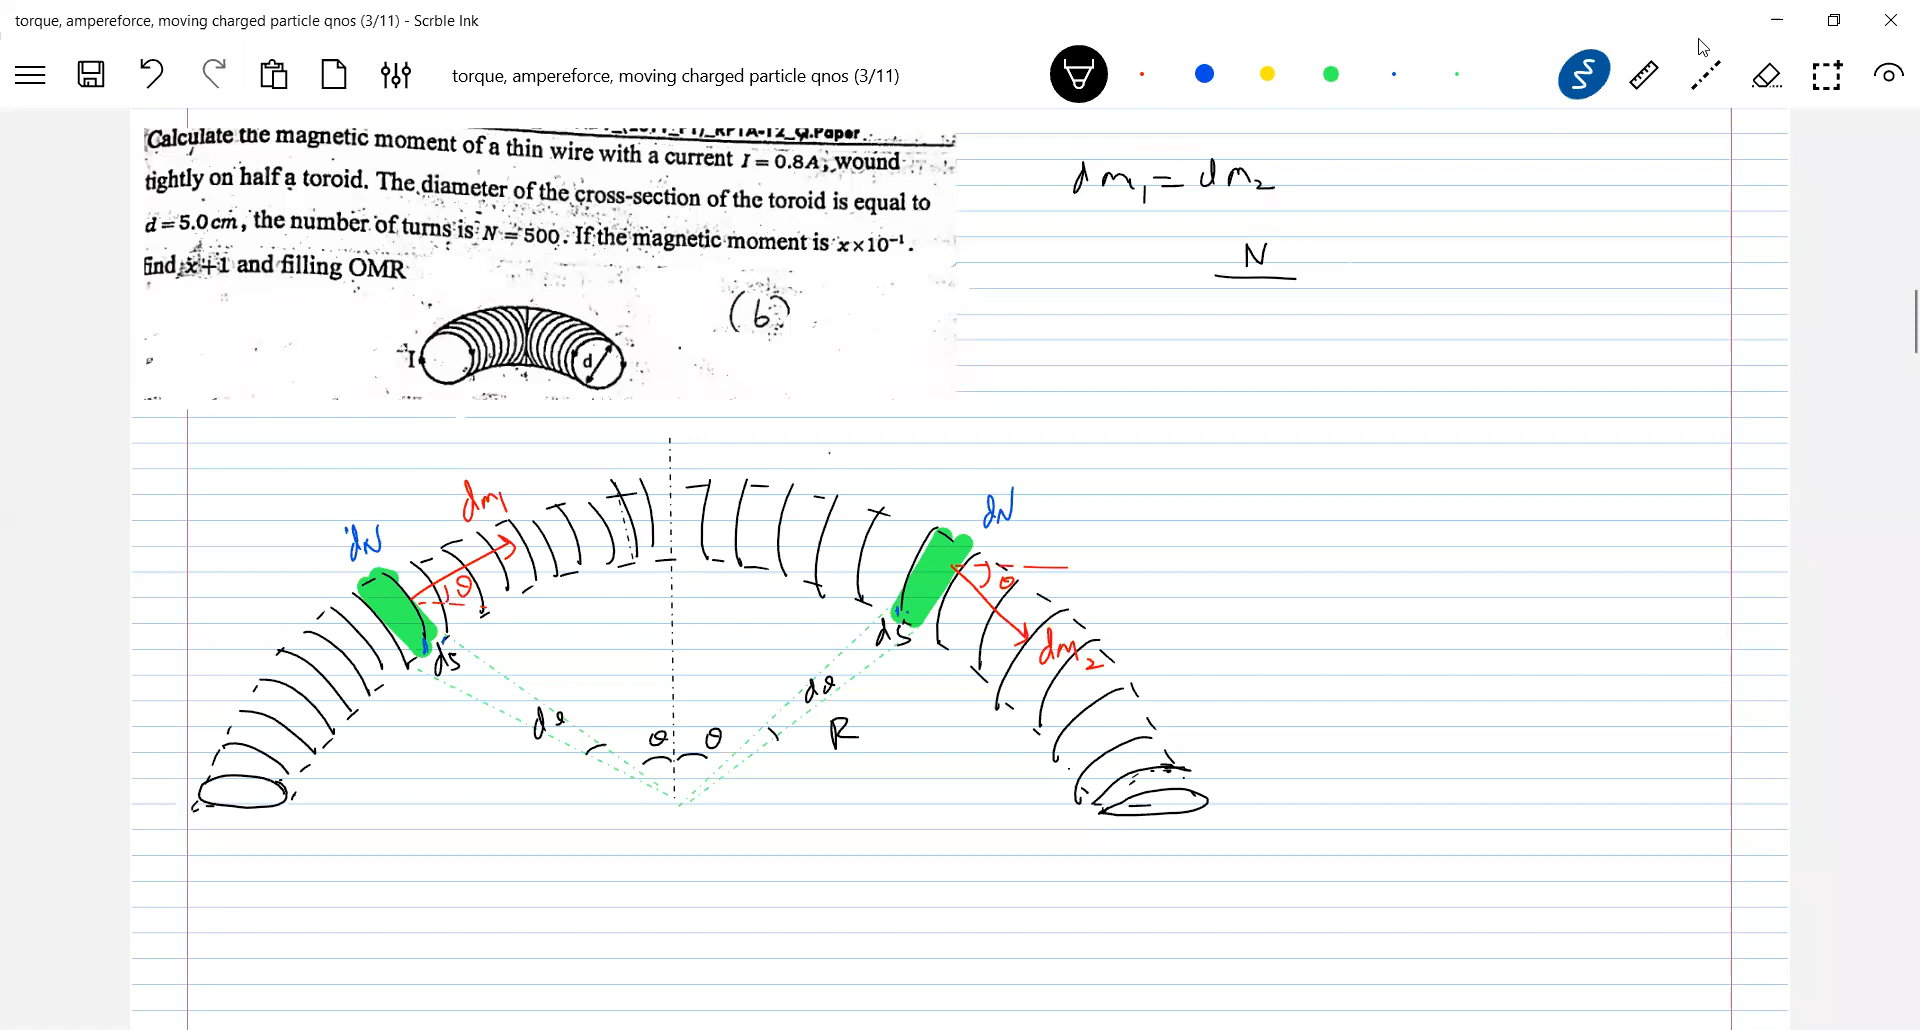 torque, ampereforce, moving charged particle qnos (3/11) - Scrble Ink
torque, ampereforce, moving charged particle qnos (3/11)
Q.Paper
Calculate the magnetic moment of a thin wire with a current I = 0.8A, wound
tightly on half a toroid. The diameter of the cross-section of the toroid is equal to
d = 5.0 cm, the number of turns is N = 500. If the magnetic moment is x×10⁻¹.
find x+1 and filling OMR
(6)
I
d
dm₁ = dm₂
N
dm₁
dN
dN
θ
θ
ds
ds
dm₂
dθ
dθ
θ θ
R